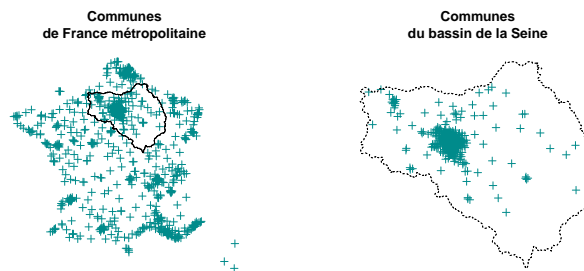 Communes
de France métropolitaine
Communes
du bassin de la Seine